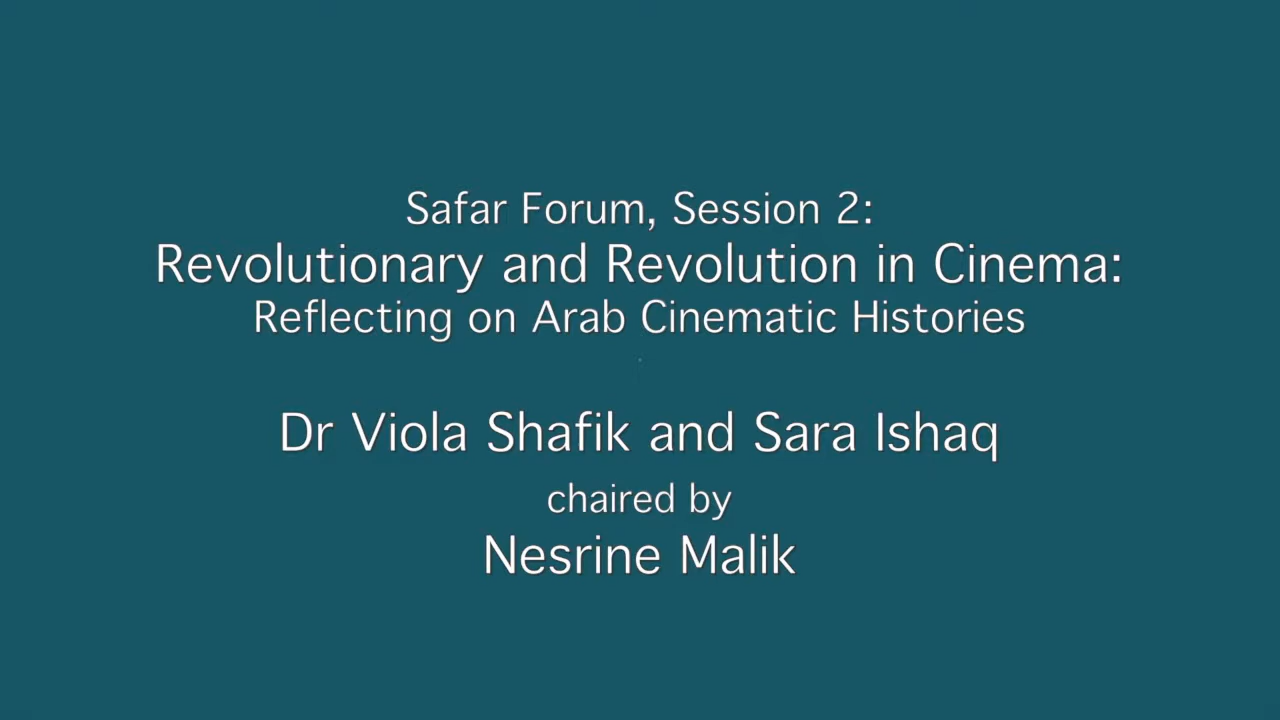 Safar Forum, Session 2:
Revolutionary and Revolution in Cinema:
Reflecting on Arab Cinematic Histories
Dr Viola Shafik and Sara Ishaq
chaired by
Nesrine Malik